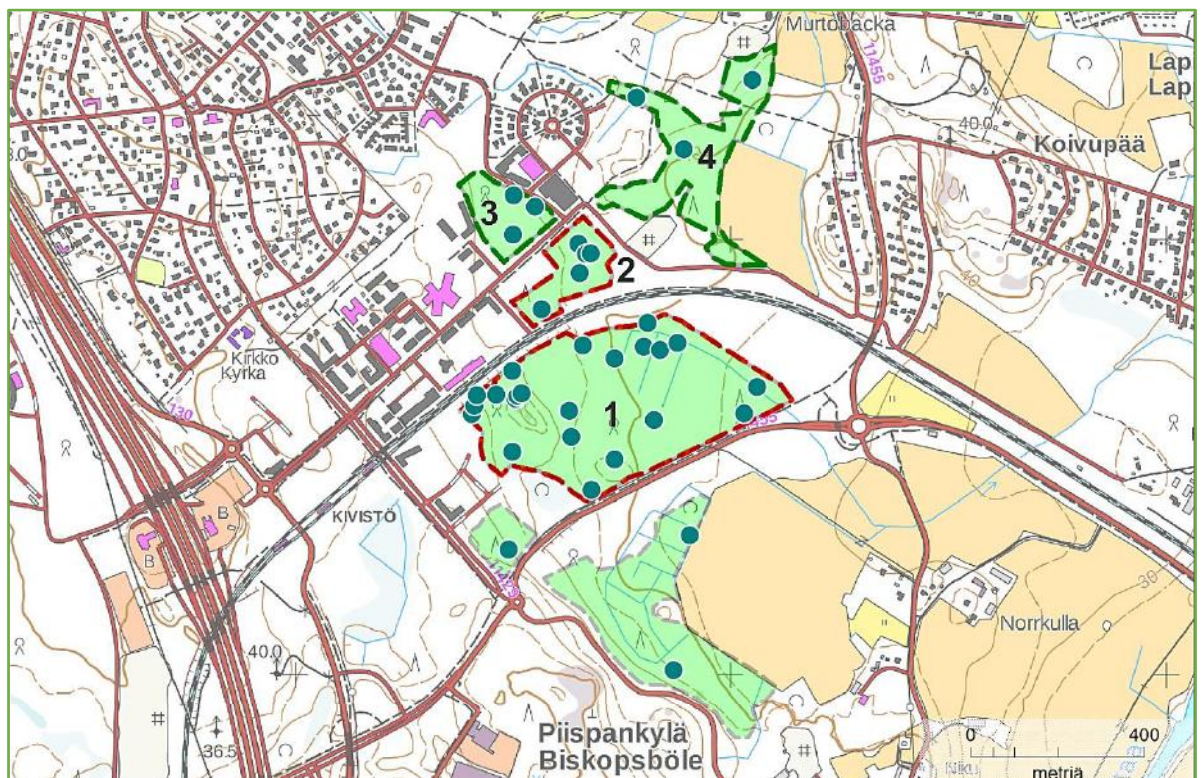 Murtobacka
11455
Lap
Lap
40.0
Koivupää
4
3
2
40
Kirkko
Kyrka
130
1
B
KIVISTÖ
B
30
Norrkulla
40.0
36.5
Piispankylä
Biskopsböle
0
400
metriä